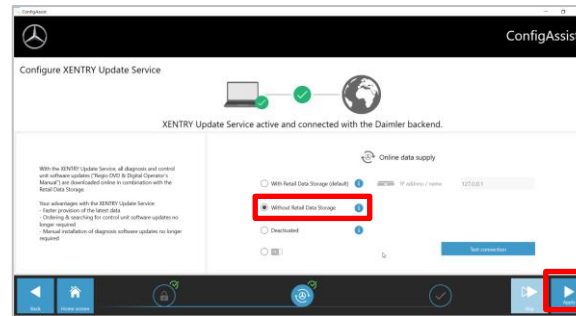 ConfigAssist
ConfigAssist
Configure XENTRY Update Service
XENTRY Update Service active and connected with the Daimler backend.
Online data supply
With the XENTRY Update Service, all diagnosis and control
unit software updates ("Regio DVD & Digital Operator's
Manual") are downloaded online in combination with the
Retail Data Storage.
Your advantages with the XENTRY Update Service
- Faster provision of the latest data
- Ordering & searching for control unit software updates no
longer required
- Manual installation of diagnosis software updates no longer
required
With Retail Data Storage (default)
IP address / name
127.0.0.1
Without Retail Data Storage
Deactivated
Test connection
Back
Home screen
Skip
Apply